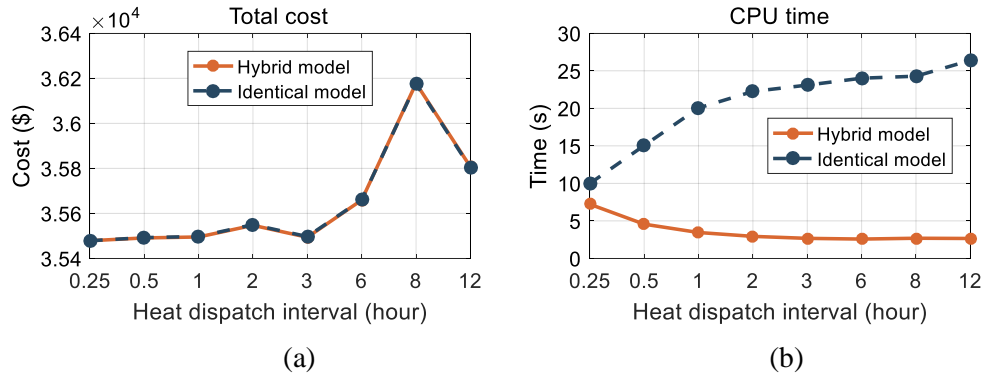 ×10⁴
Total cost
3.64
3.62
3.6
3.58
3.56
3.54
Cost ($)
Hybrid model
Identical model
0.25 0.5 1 2 3 6 8 12
Heat dispatch interval (hour)
(a)
CPU time
30
25
20
15
10
5
0
Time (s)
Hybrid model
Identical model
0.25 0.5 1 2 3 6 8 12
Heat dispatch interval (hour)
(b)